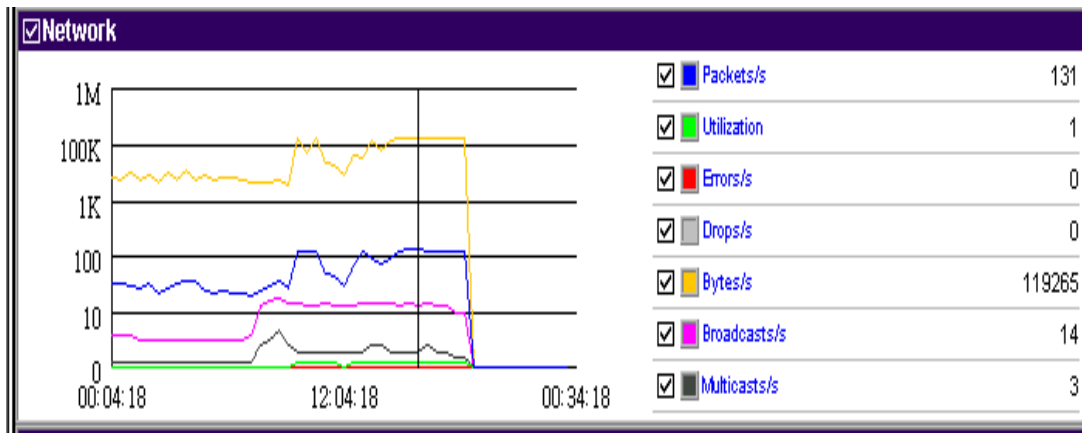 Network
1M
100K
1K
100
10
0
00:04:18 12:04:18 00:34:18
Packets/s 131
Utilization 1
Errors/s 0
Drops/s 0
Bytes/s 119265
Broadcasts/s 14
Multicasts/s 3